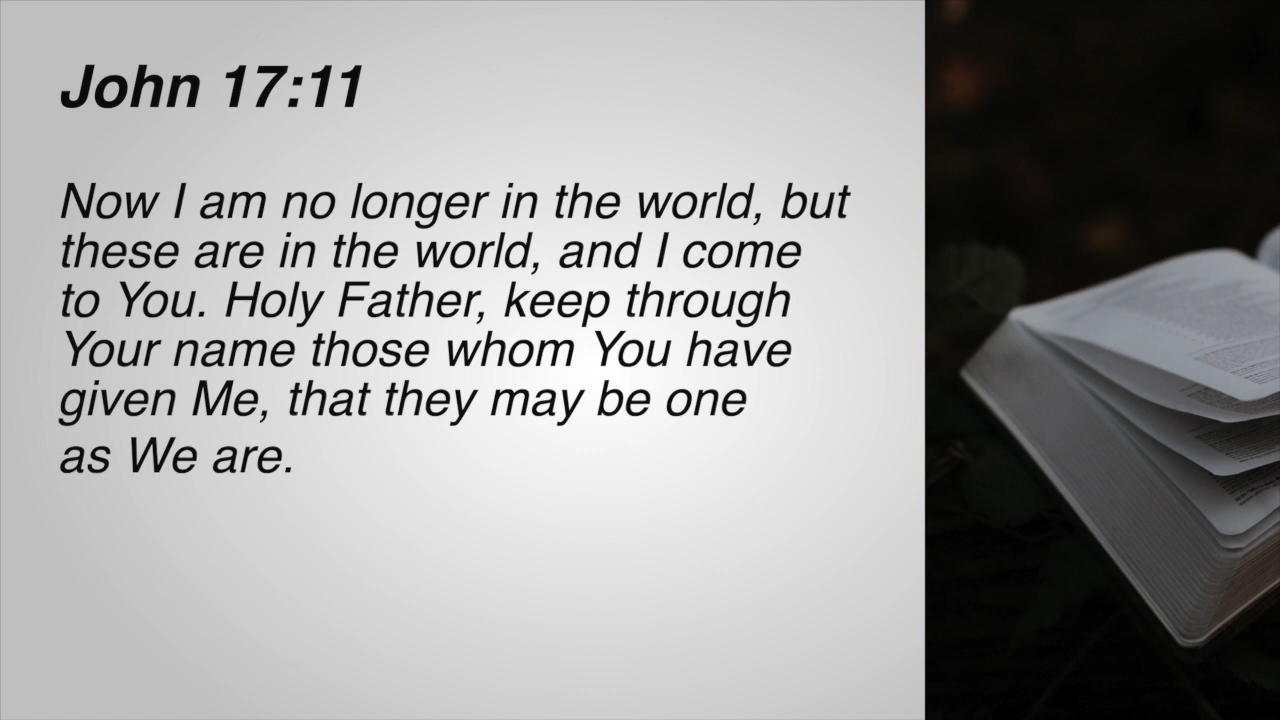 John 17:11
Now I am no longer in the world, but
these are in the world, and I come
to You. Holy Father, keep through
Your name those whom You have
given Me, that they may be one
as We are.